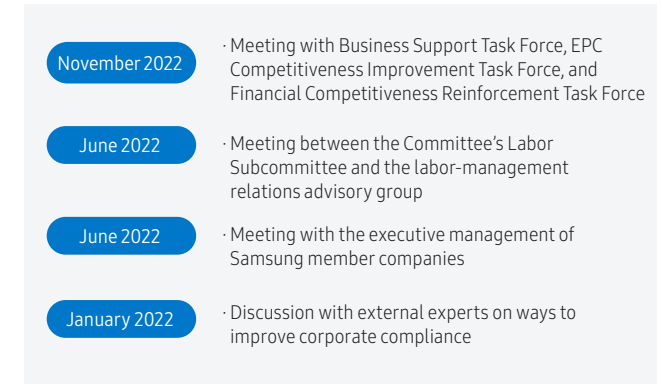 November 2022
· Meeting with Business Support Task Force, EPC
Competitiveness Improvement Task Force, and
Financial Competitiveness Reinforcement Task Force
June 2022
· Meeting between the Committee's Labor
Subcommittee and the labor-management
relations advisory group
June 2022
· Meeting with the executive management of
Samsung member companies
January 2022
· Discussion with external experts on ways to
improve corporate compliance